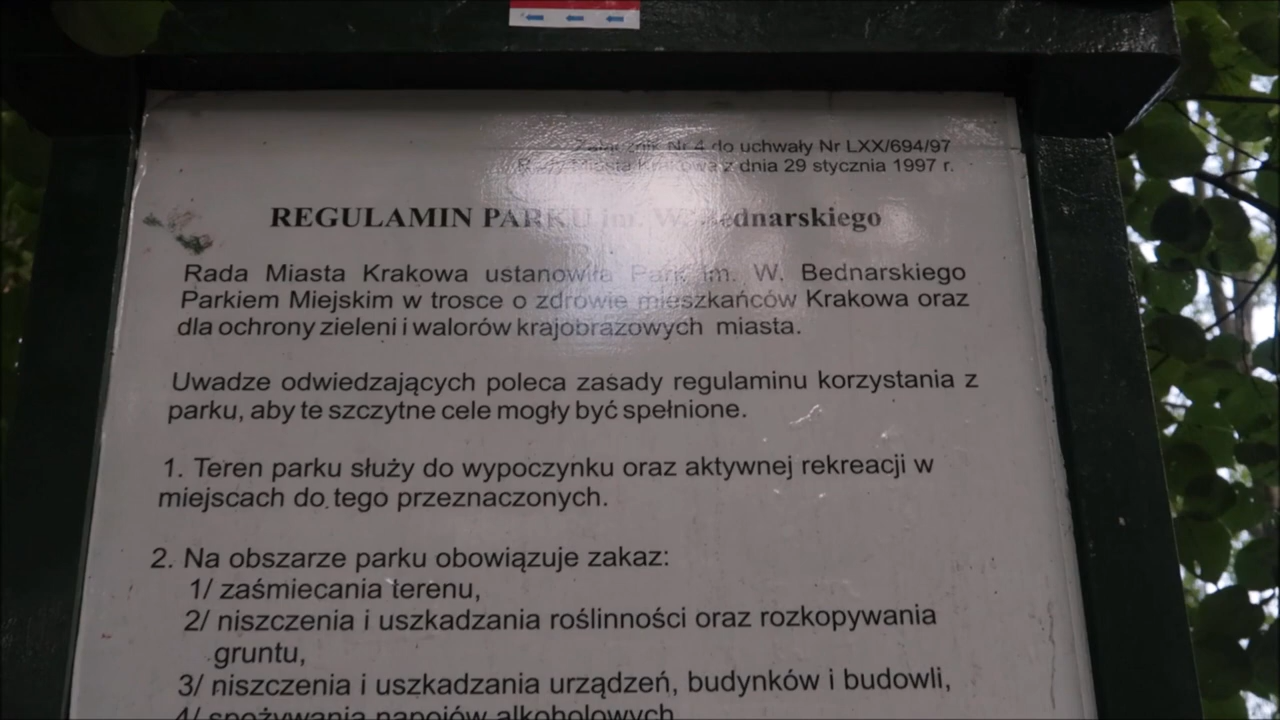 Załącznik Nr 4 do uchwały Nr LXX/694/97
Rady Miasta Krakowa z dnia 29 stycznia 1997 r.
REGULAMIN PARKU im. W. Bednarskiego
Rada Miasta Krakowa ustanowiła Park im. W. Bednarskiego
Parkiem Miejskim w trosce o zdrowie mieszkańców Krakowa oraz
dla ochrony zieleni i walorów krajobrazowych miasta.
Uwadze odwiedzających poleca zasady regulaminu korzystania z
parku, aby te szczytne cele mogły być spełnione.
1. Teren parku służy do wypoczynku oraz aktywnej rekreacji w
miejscach do tego przeznaczonych.
2. Na obszarze parku obowiązuje zakaz:
1/ zaśmiecania terenu,
2/ niszczenia i uszkadzania roślinności oraz rozkopywania
gruntu,
3/ niszczenia i uszkadzania urządzeń, budynków i budowli,
4/ spożywania napojów alkoholowych